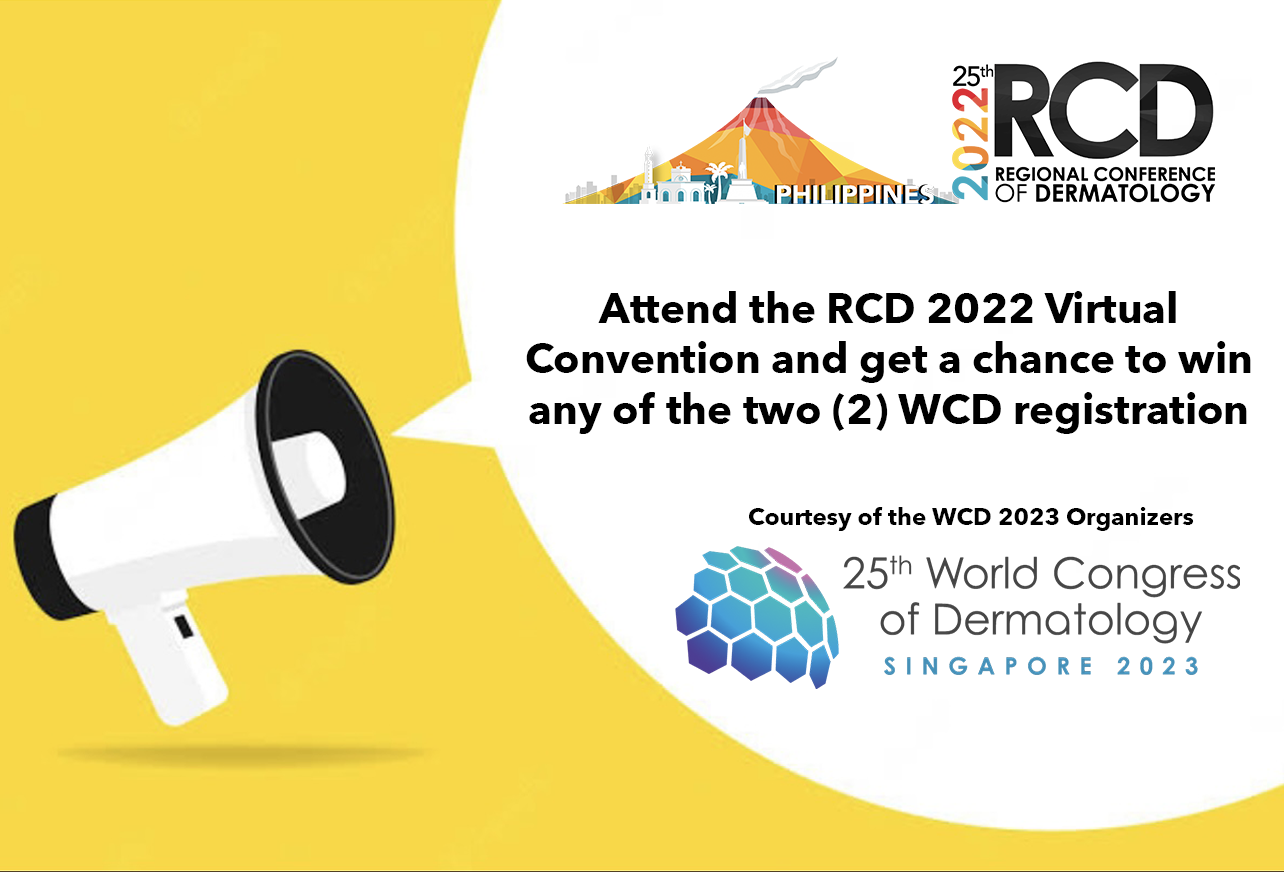 PHILIPPINES
25th
2022
RCD
REGIONAL CONFERENCE
OF DERMATOLOGY
Attend the RCD 2022 Virtual
Convention and get a chance to win
any of the two (2) WCD registration
Courtesy of the WCD 2023 Organizers
25th World Congress
of Dermatology
SINGAPORE 2023